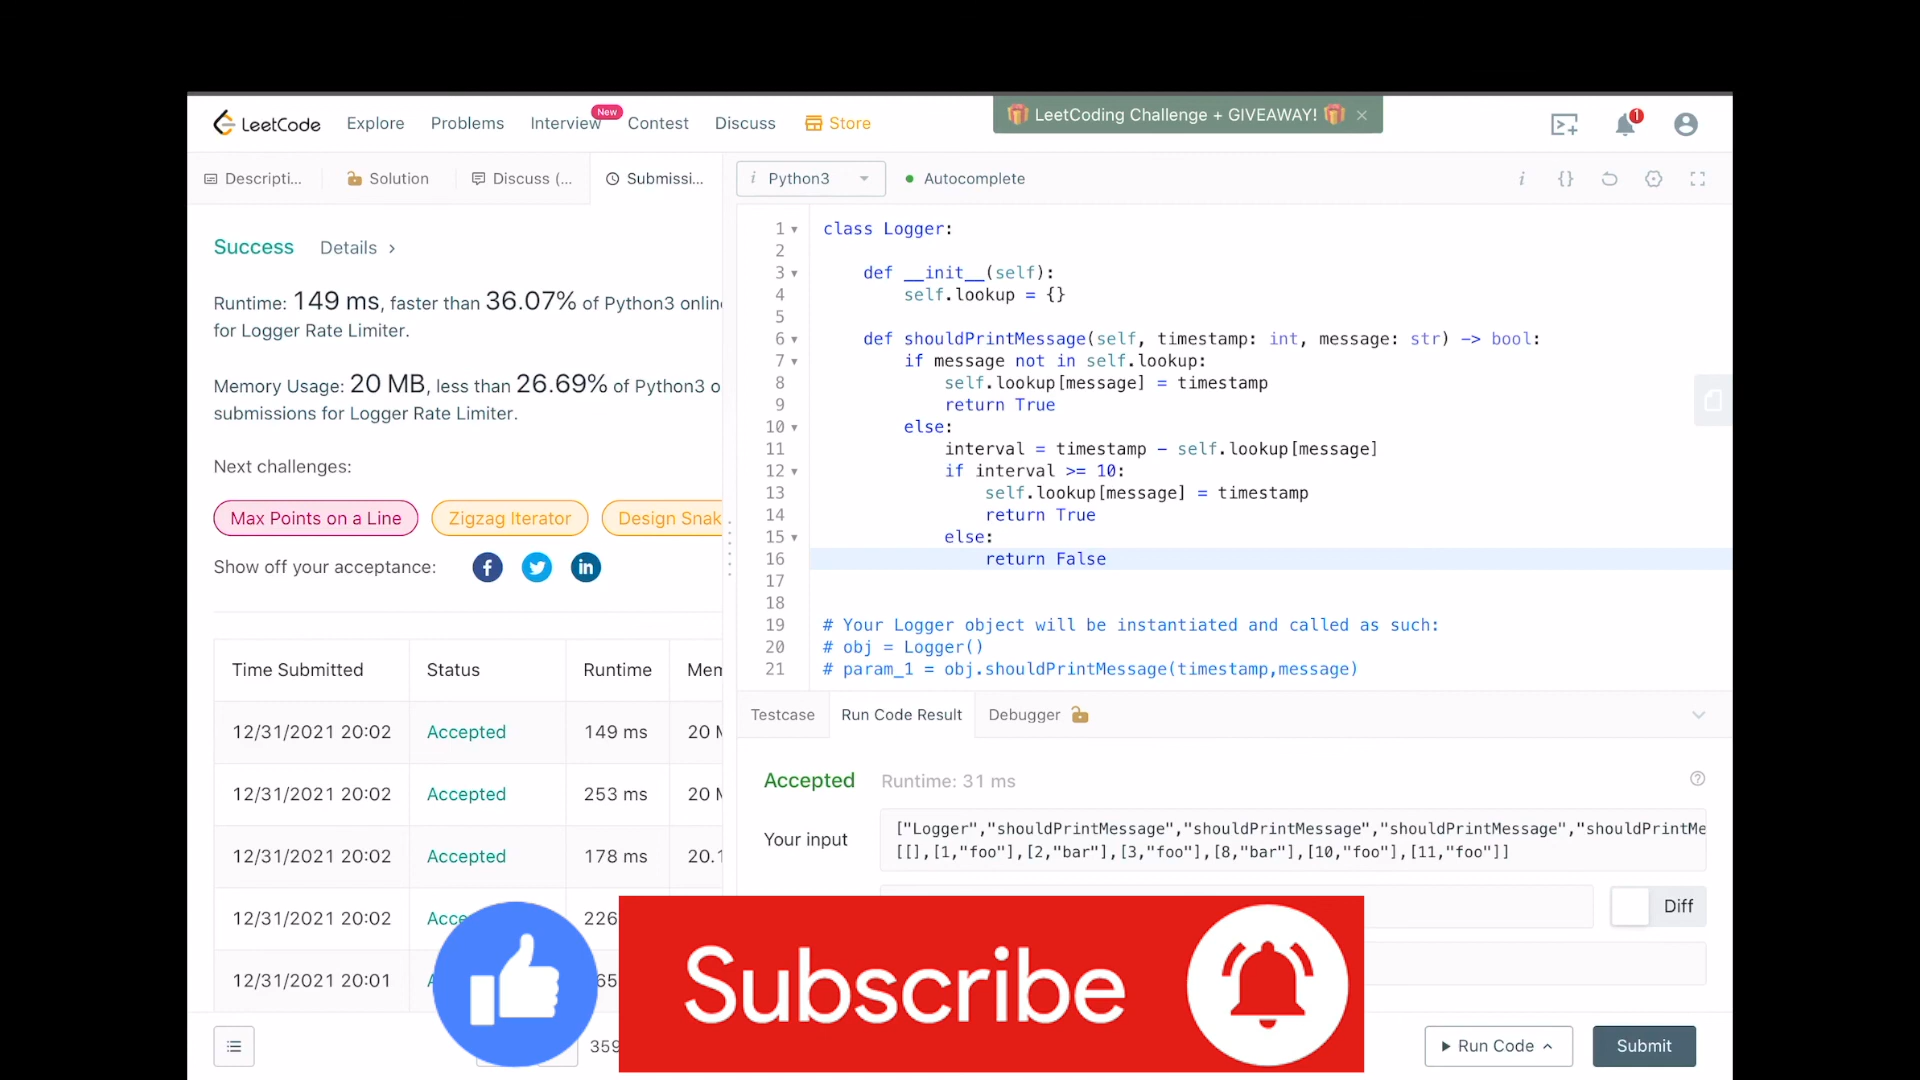 LeetCode Explore Problems Interview New Contest Discuss Store LeetCoding Challenge + GIVEAWAY! × 1
Descripti... Solution Discuss (... Submissi...
i Python3 Autocomplete i {}
Success Details >
Runtime: 149 ms, faster than 36.07% of Python3
for Logger Rate Limiter.
Memory Usage: 20 MB, less than 26.69% of Python3
submissions for Logger Rate Limiter.
Next challenges:
Max Points on a Line Zigzag Iterator Design
Show off your acceptance:
Time Submitted Status Runtime
12/31/2021 20:02 Accepted 149 ms 20
12/31/2021 20:02 Accepted 253 ms 20
12/31/2021 20:02 Accepted 178 ms 20.1
12/31/2021 20:02 226
12/31/2021 20:01
1 class Logger:
2
3 def __init__(self):
4 self.lookup = {}
5
6 def shouldPrintMessage(self, timestamp: int, message: str) -> bool:
7 if message not in self.lookup:
8 self.lookup[message] = timestamp
9 return True
10 else:
11 interval = timestamp - self.lookup[message]
12 if interval >= 10:
13 self.lookup[message] = timestamp
14 return True
15 else:
16 return False
17
18
19 # Your Logger object will be instantiated and called as such:
20 # obj = Logger()
21 # param_1 = obj.shouldPrintMessage(timestamp,message)
Testcase Run Code Result Debugger
Accepted Runtime: 31 ms
Your input
["Logger","shouldPrintMessage","shouldPrintMessage","shouldPrintMessage","shouldPrintMe
[[],[1,"foo"],[2,"bar"],[3,"foo"],[8,"bar"],[10,"foo"],[11,"foo"]]
Diff
Subscribe
Run Code Submit